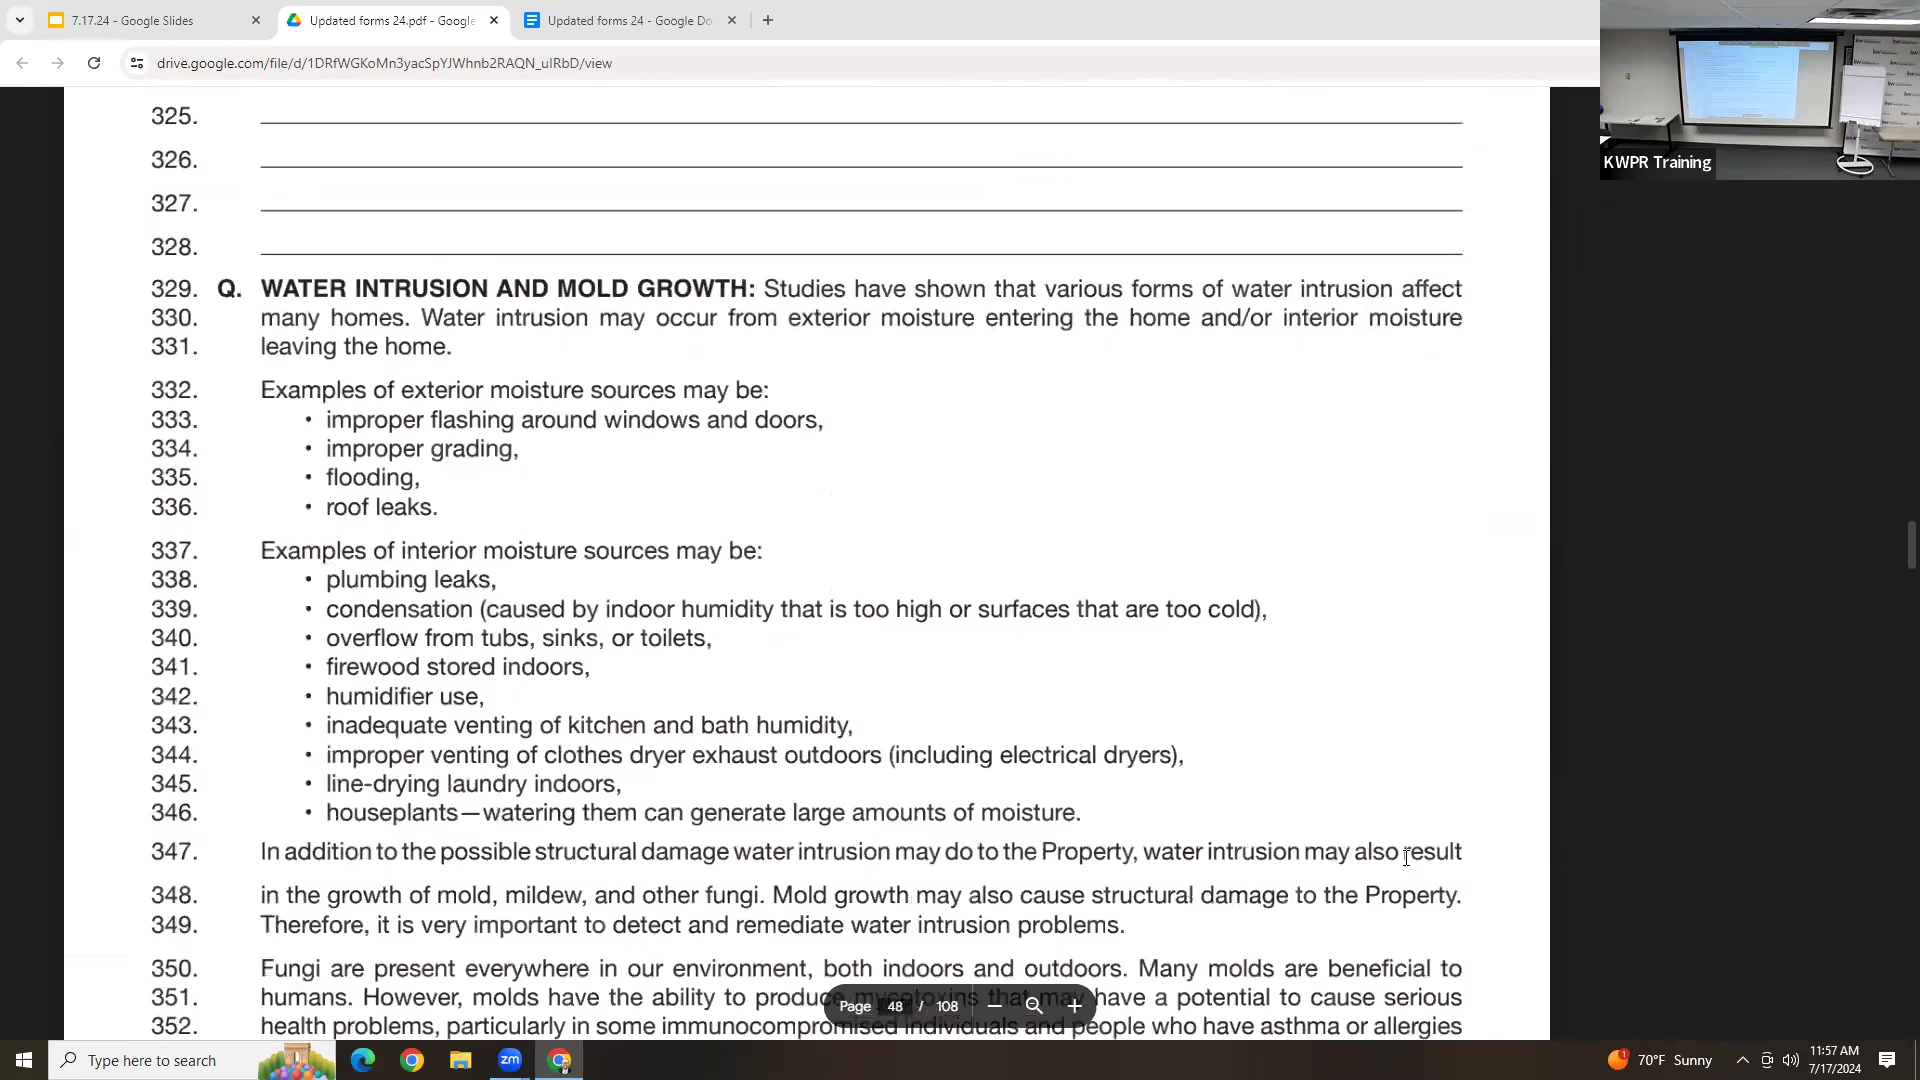 7.17.24 - Google Slides
Updated forms 24.pdf - Google
Updated forms 24 - Google Do
drive.google.com/file/d/1DRfWGKoMn3yacSpYJWhnb2RAQN_uIRbD/view
kw
KWPR Training
325.
326.
327.
328.
329. Q. WATER INTRUSION AND MOLD GROWTH: Studies have shown that various forms of water intrusion affect
330. many homes. Water intrusion may occur from exterior moisture entering the home and/or interior moisture
331. leaving the home.
332. Examples of exterior moisture sources may be:
333. • improper flashing around windows and doors,
334. • improper grading,
335. • flooding,
336. • roof leaks.
337. Examples of interior moisture sources may be:
338. • plumbing leaks,
339. • condensation (caused by indoor humidity that is too high or surfaces that are too cold),
340. • overflow from tubs, sinks, or toilets,
341. • firewood stored indoors,
342. • humidifier use,
343. • inadequate venting of kitchen and bath humidity,
344. • improper venting of clothes dryer exhaust outdoors (including electrical dryers),
345. • line-drying laundry indoors,
346. • houseplants—watering them can generate large amounts of moisture.
347. In addition to the possible structural damage water intrusion may do to the Property, water intrusion may also result
348. in the growth of mold, mildew, and other fungi. Mold growth may also cause structural damage to the Property.
349. Therefore, it is very important to detect and remediate water intrusion problems.
350. Fungi are present everywhere in our environment, both indoors and outdoors. Many molds are beneficial to
351. humans. However, molds have the ability to produce mycotoxins that may have a potential to cause serious
352. health problems, particularly in some immunocompromised individuals and people who have asthma or allergies
Page 48 / 108
Type here to search
zm
70°F Sunny
11:57 AM
7/17/2024